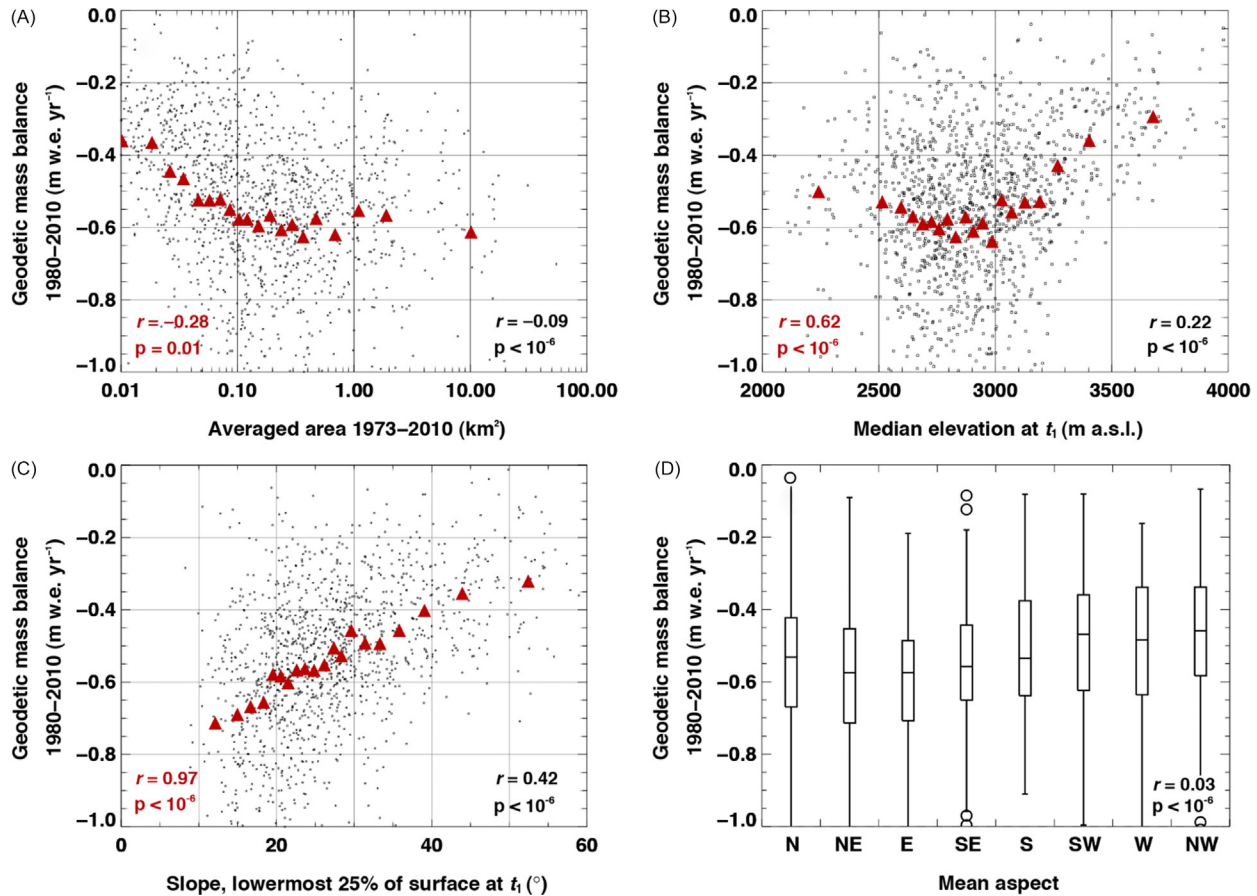 (A)
Geodetic mass balance
1980–2010 (m w.e. yr⁻¹)
0.0
−0.2
−0.4
−0.6
−0.8
−1.0
r = −0.28
p = 0.01
r = −0.09
p < 10⁻⁶
0.01 0.10 1.00 10.00 100.00
Averaged area 1973–2010 (km²)
(B)
Geodetic mass balance
1980–2010 (m w.e. yr⁻¹)
0.0
−0.2
−0.4
−0.6
−0.8
−1.0
r = 0.62
p < 10⁻⁶
r = 0.22
p < 10⁻⁶
2000 2500 3000 3500 4000
Median elevation at t₁ (m a.s.l.)
(C)
Geodetic mass balance
1980–2010 (m w.e. yr⁻¹)
0.0
−0.2
−0.4
−0.6
−0.8
−1.0
r = 0.97
p < 10⁻⁶
r = 0.42
p < 10⁻⁶
0 20 40 60
Slope, lowermost 25% of surface at t₁ (°)
(D)
Geodetic mass balance
1980–2010 (m w.e. yr⁻¹)
0.0
−0.2
−0.4
−0.6
−0.8
−1.0
r = 0.03
p < 10⁻⁶
N NE E SE S SW W NW
Mean aspect